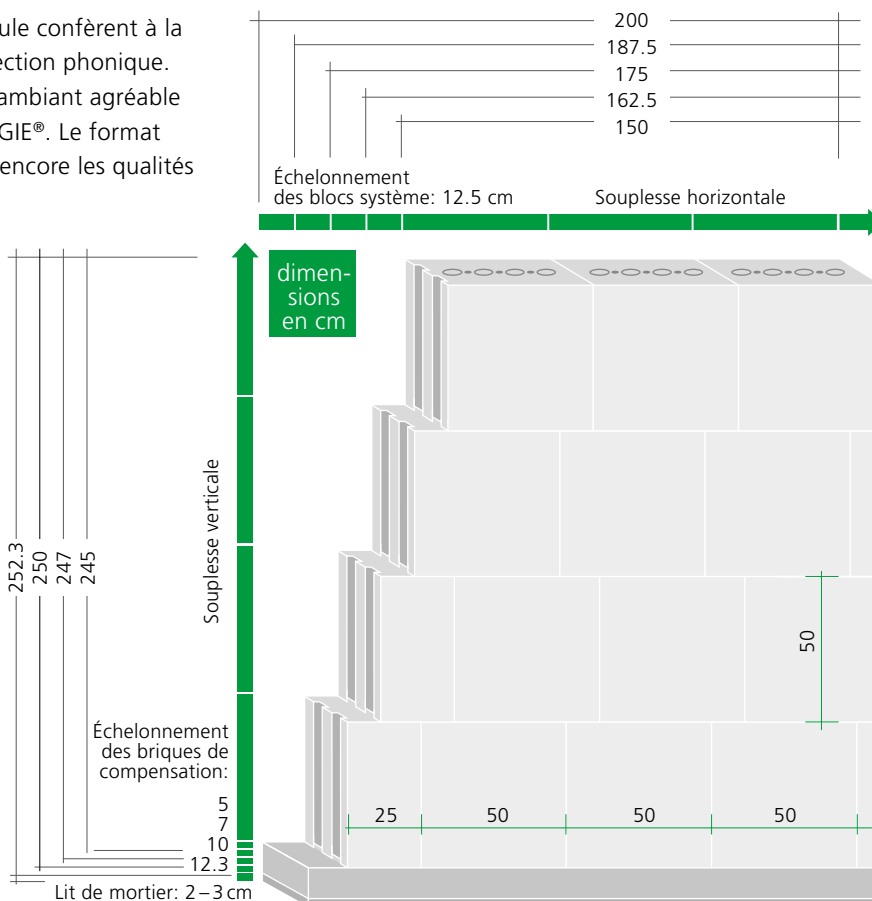 ule confèrent à la
ection phonique.
ambiant agréable
GIE®. Le format
encore les qualités
200
187.5
175
162.5
150
Échelonnement
des blocs système: 12.5 cm
Souplesse horizontale
dimen-
sions
en cm
252.3
250
247
245
Souplesse verticale
50
Échelonnement
des briques de
compensation:
5
7
10
12.3
25
50
50
50
Lit de mortier: 2–3 cm